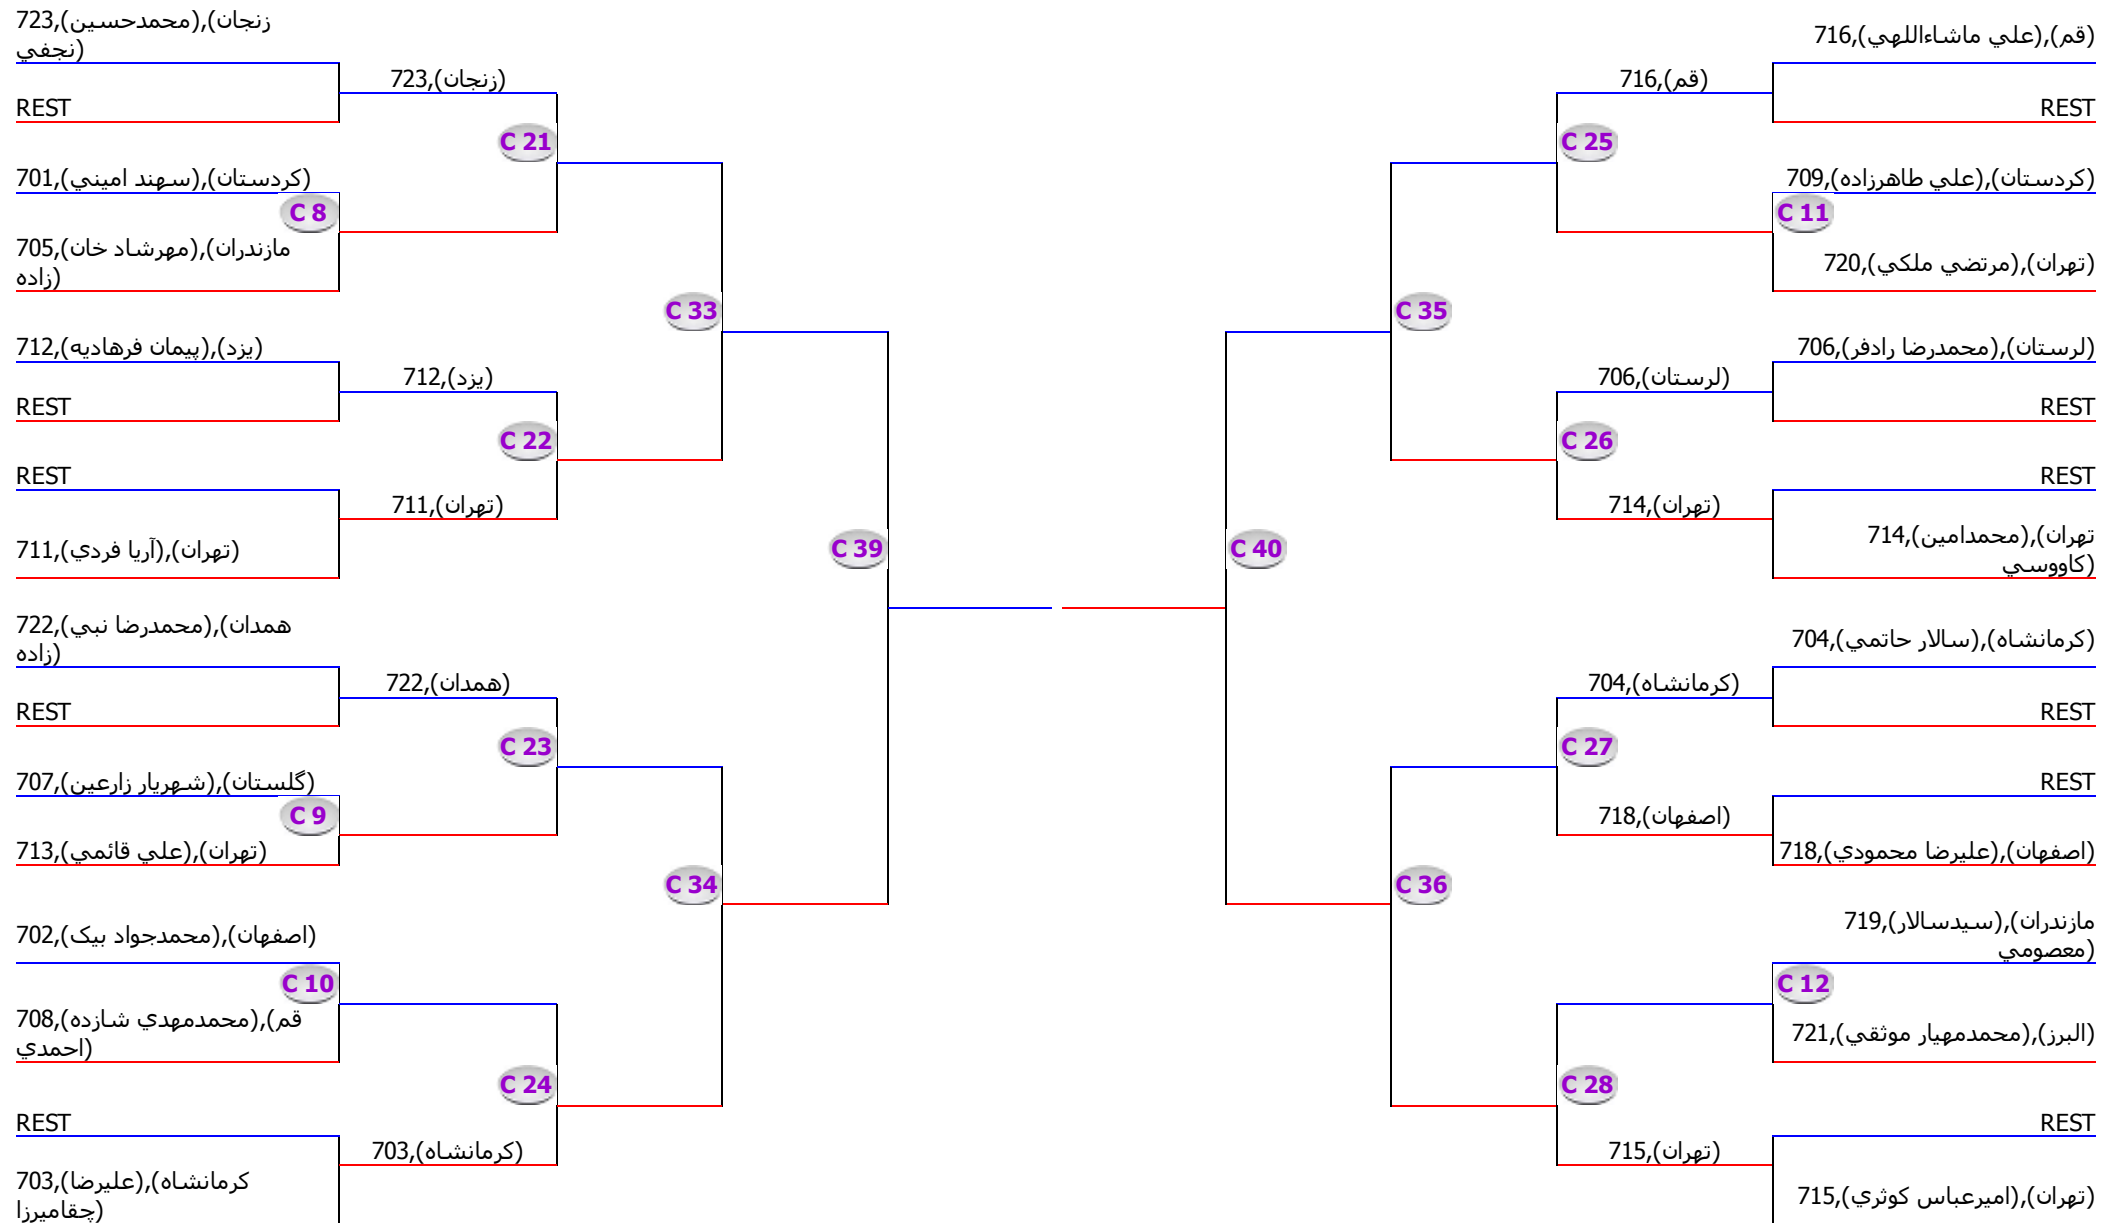 723,(زنجان),(محمدحسين
نجفي)
723,(زنجان)
REST
C 21
701,(كردستان),(سهند اميني)
C 8
705,(مازندران),(مهرشاد خان
زاده)
C 33
712,(يزد),(پيمان فرهاديه)
712,(يزد)
REST
C 22
REST
711,(تهران)
711,(تهران),(آريا فردي)
C 39
722,(همدان),(محمدرضا نبي
زاده)
722,(همدان)
REST
C 23
707,(گلستان),(شهريار زارعين)
C 9
713,(تهران),(علي قائمي)
C 34
702,(اصفهان),(محمدجواد بيک)
C 10
708,(قم),(محمدمهدي شازده
احمدي)
C 24
REST
703,(كرمانشاه)
703,(كرمانشاه),(عليرضا
چقاميرزا)
716,(قم),(علي ماشاءاللهي)
716,(قم)
REST
C 25
709,(كردستان),(علي طاهرزاده)
C 11
720,(تهران),(مرتضي ملكي)
C 35
706,(لرستان),(محمدرضا رادفر)
706,(لرستان)
REST
C 26
REST
714,(تهران)
714,(تهران),(محمدامين
كاووسي)
C 40
704,(كرمانشاه),(سالار حاتمي)
704,(كرمانشاه)
REST
C 27
REST
718,(اصفهان)
718,(اصفهان),(عليرضا محمودي)
C 36
719,(مازندران),(سيدسالار
معصومي)
C 12
721,(البرز),(محمدمهيار موثقي)
C 28
REST
715,(تهران)
715,(تهران),(اميرعباس كوثري)